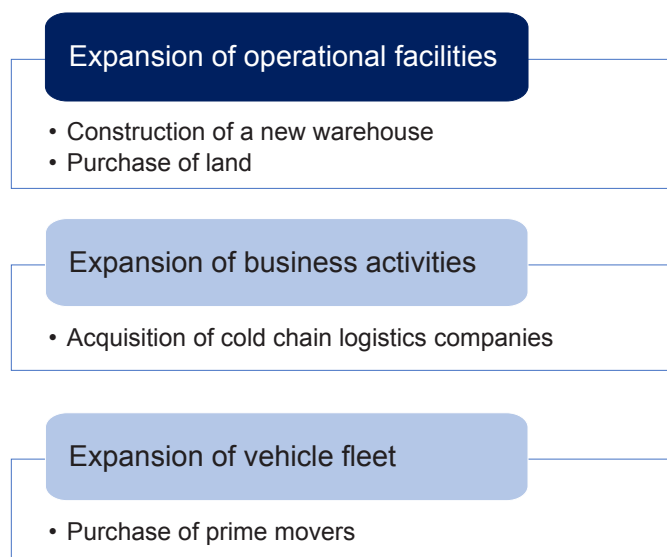 Expansion of operational facilities
• Construction of a new warehouse
• Purchase of land
Expansion of business activities
• Acquisition of cold chain logistics companies
Expansion of vehicle fleet
• Purchase of prime movers